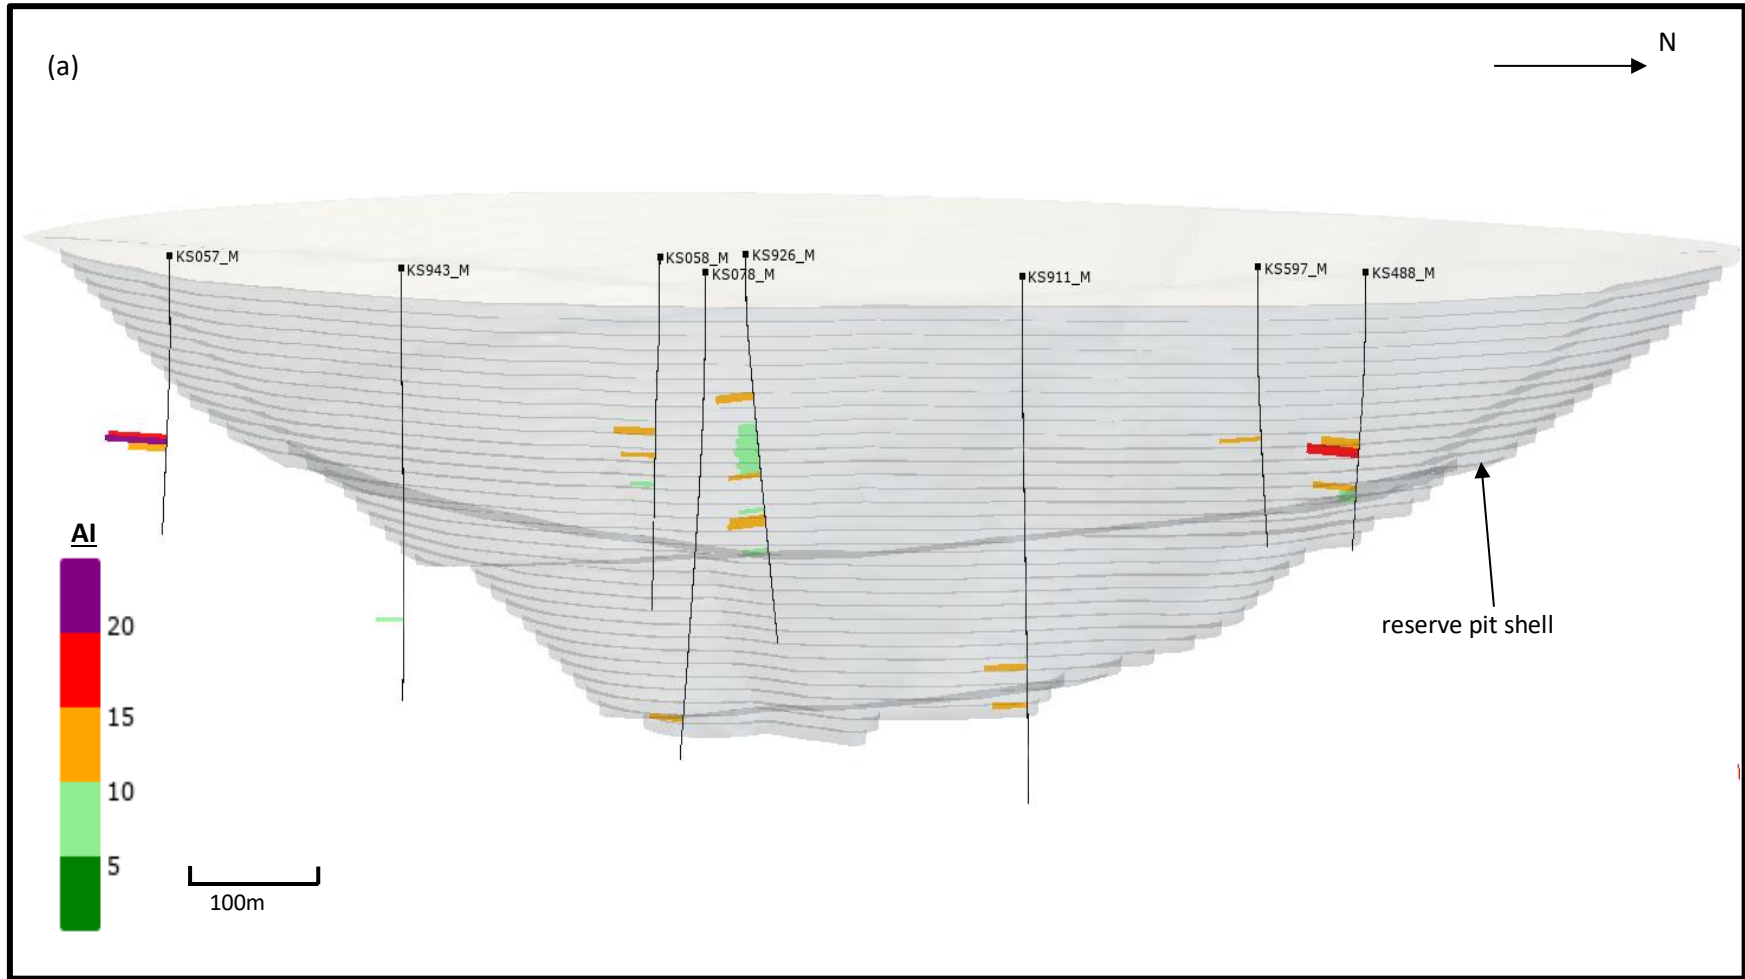 (a)
N
KS057_M
KS943_M
KS058_M
KS926_M
KS078_M
KS911_M
KS597_M
KS488_M
AI
20
15
10
5
reserve pit shell
100m